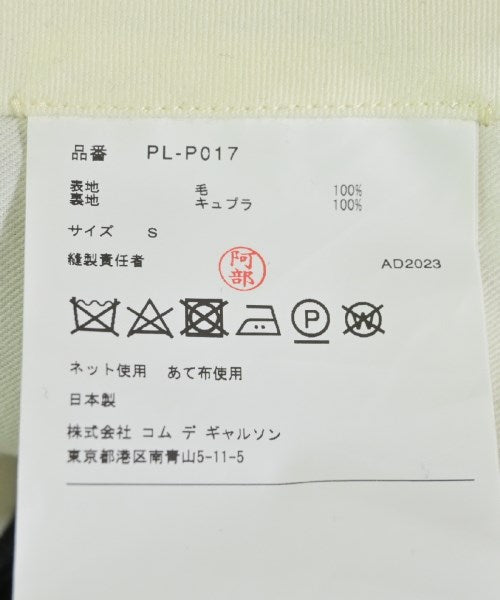 品番 PL-P017
表地 毛 100%
裏地 キュプラ 100%
サイズ S
縫製責任者 阿部 AD2023
P W
ネット使用 あて布使用
日本製
株式会社 コム デ ギャルソン
東京都港区南青山5-11-5